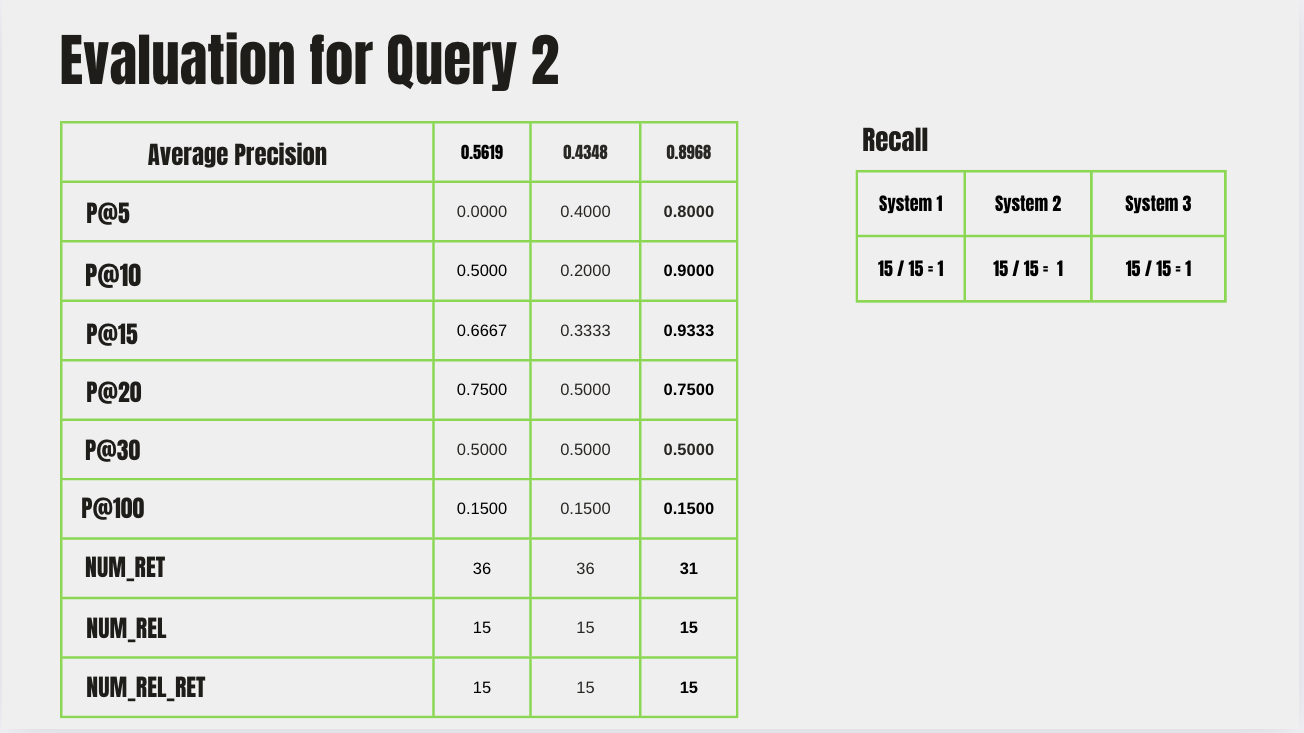 Evaluation for Query 2
Average Precision 0.5619 0.4348 0.8968
P@5 0.0000 0.4000 0.8000
P@10 0.5000 0.2000 0.9000
P@15 0.6667 0.3333 0.9333
P@20 0.7500 0.5000 0.7500
P@30 0.5000 0.5000 0.5000
P@100 0.1500 0.1500 0.1500
NUM_RET 36 36 31
NUM_REL 15 15 15
NUM_REL_RET 15 15 15
Recall
System 1 System 2 System 3
15 / 15 = 1 15 / 15 = 1 15 / 15 = 1